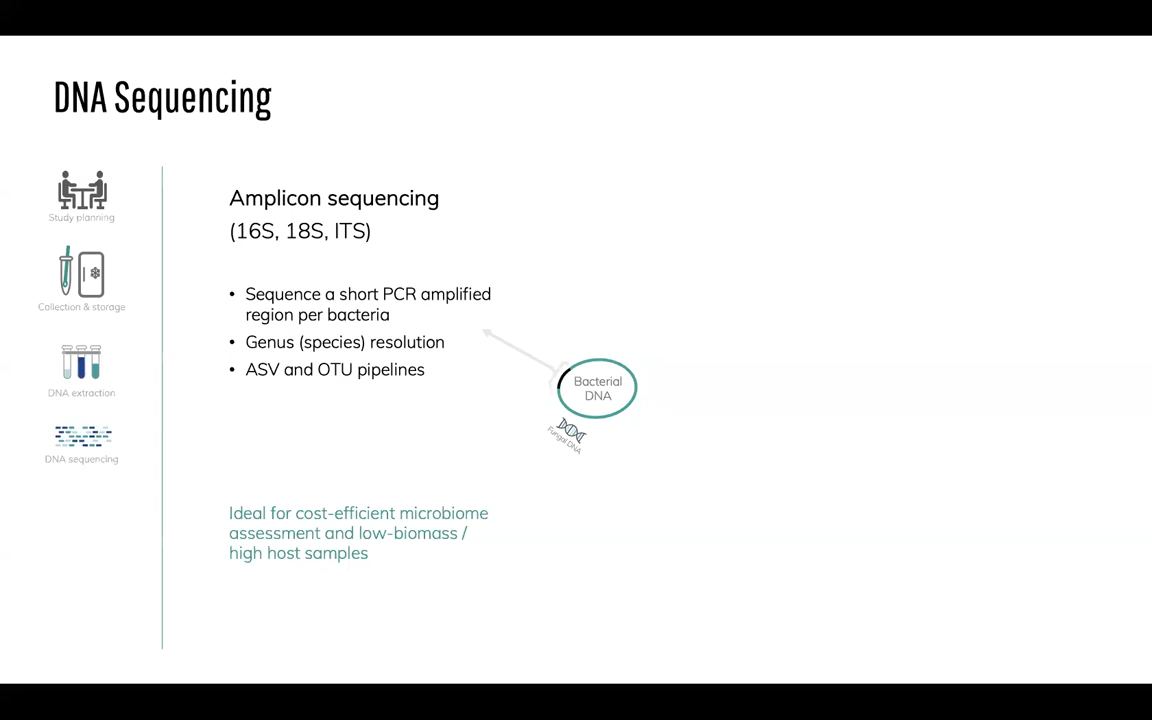 DNA Sequencing
Study planning
Collection & storage
DNA extraction
DNA sequencing
Amplicon sequencing
(16S, 18S, ITS)
• Sequence a short PCR amplified
region per bacteria
• Genus (species) resolution
• ASV and OTU pipelines
Bacterial
DNA
Fungal DNA
Ideal for cost-efficient microbiome
assessment and low-biomass /
high host samples